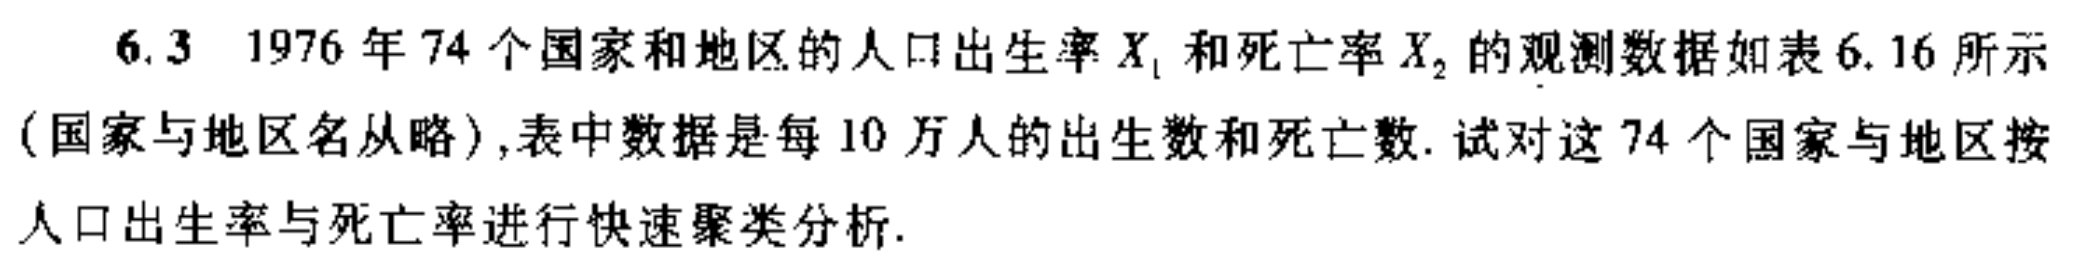 6.3 1976 年 74 个国家和地区的人口出生率 X₁ 和死亡率 X₂ 的观测数据如表 6.16 所示
(国家与地区名从略),表中数据是每 10 万人的出生数和死亡数. 试对这 74 个国家与地区按
人口出生率与死亡率进行快速聚类分析.